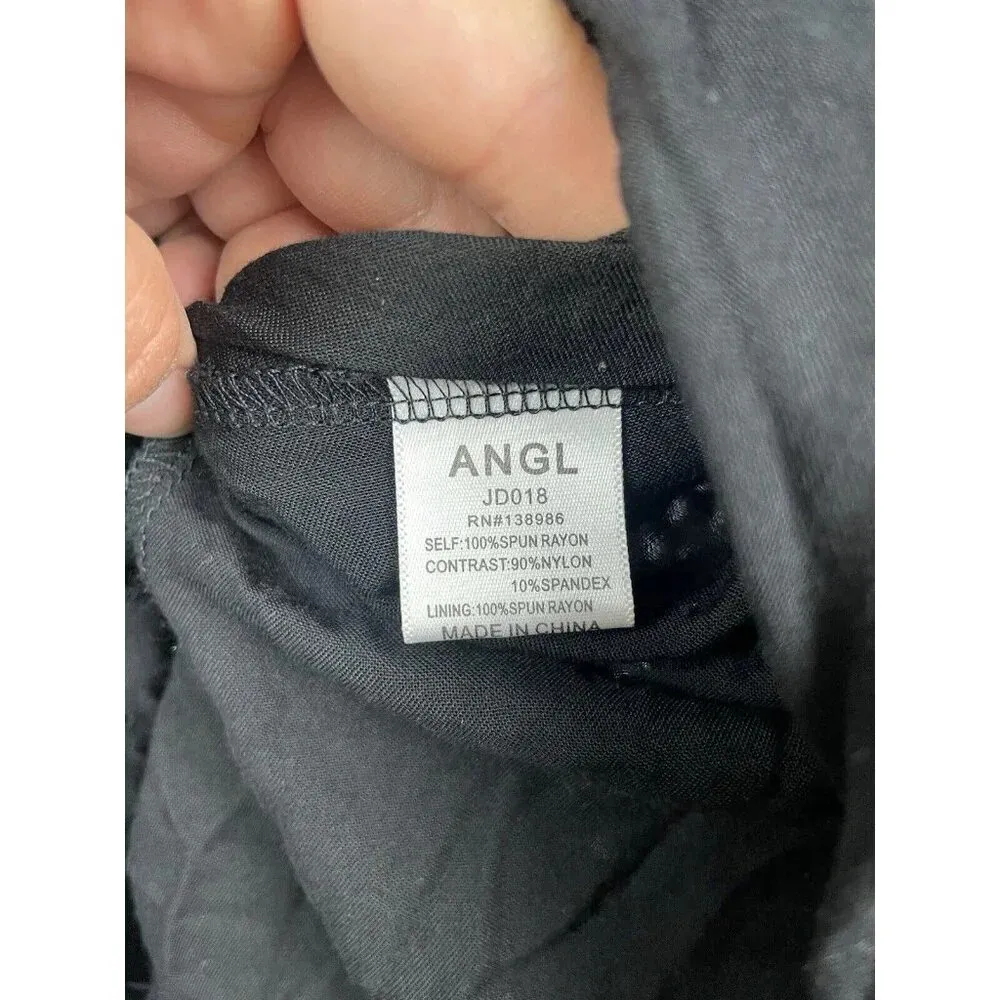 ANGL
JD018
RN#138986
SELF:100%SPUN RAYON
CONTRAST:90%NYLON
10%SPANDEX
LINING:100%SPUN RAYON
MADE IN CHINA